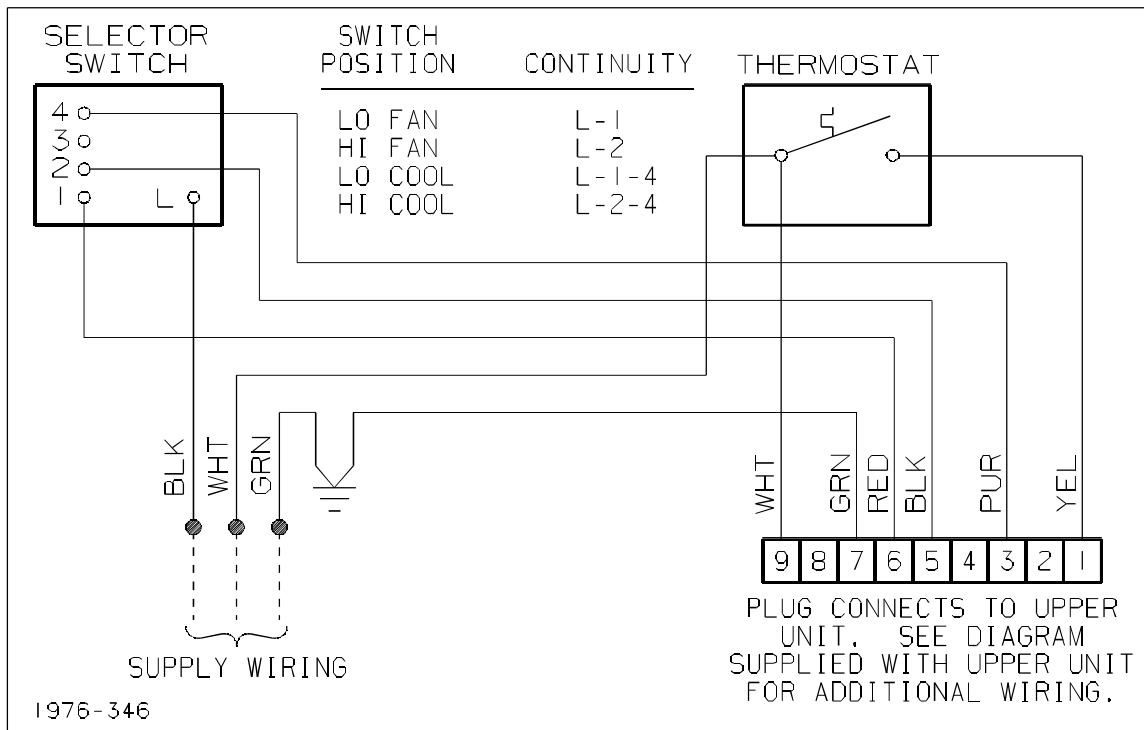 SELECTOR
SWITCH
4
3
2
1 L
SWITCH
POSITION CONTINUITY
LO FAN L-1
HI FAN L-2
LO COOL L-1-4
HI COOL L-2-4
THERMOSTAT
BLK
WHT
GRN
SUPPLY WIRING
WHT
GRN
RED
BLK
PUR
YEL
9 8 7 6 5 4 3 2 1
PLUG CONNECTS TO UPPER
UNIT. SEE DIAGRAM
SUPPLIED WITH UPPER UNIT
FOR ADDITIONAL WIRING.
1976-346